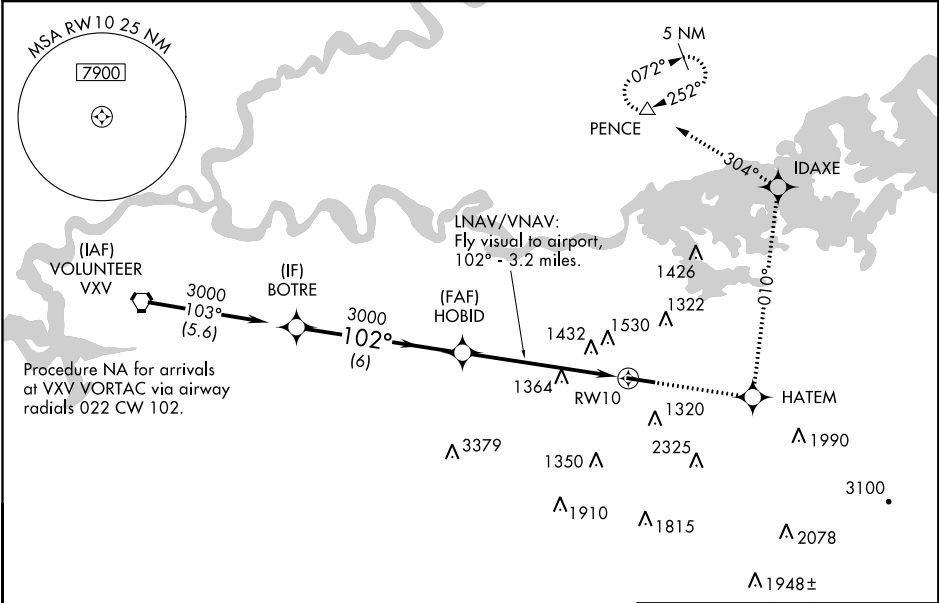 MSA RW10 25 NM
7900
5 NM
072°
252°
PENCE
304°
IDAXE
010°
LNAV/VNAV:
Fly visual to airport,
102° - 3.2 miles.
(IAF)
VOLUNTEER
VXV
3000
103°
(5.6)
(IF)
BOTRE
3000
102°
(6)
(FAF)
HOBID
1426
1322
1432
1530
1364
RW10
HATEM
Procedure NA for arrivals
at VXV VORTAC via airway
radials 022 CW 102.
1320
3379
1350
2325
1990
1910
1815
3100
2078
1948±